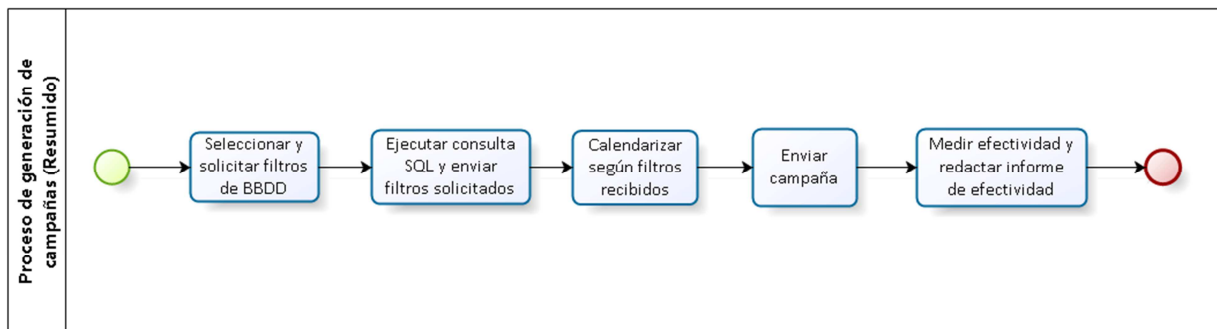 Proceso de generación de
campañas (Resumido)
Seleccionar y
solicitar filtros
de BBDD
Ejecutar consulta
SQL y enviar
filtros solicitados
Calendarizar
según filtros
recibidos
Enviar
campaña
Medir efectividad y
redactar informe
de efectividad